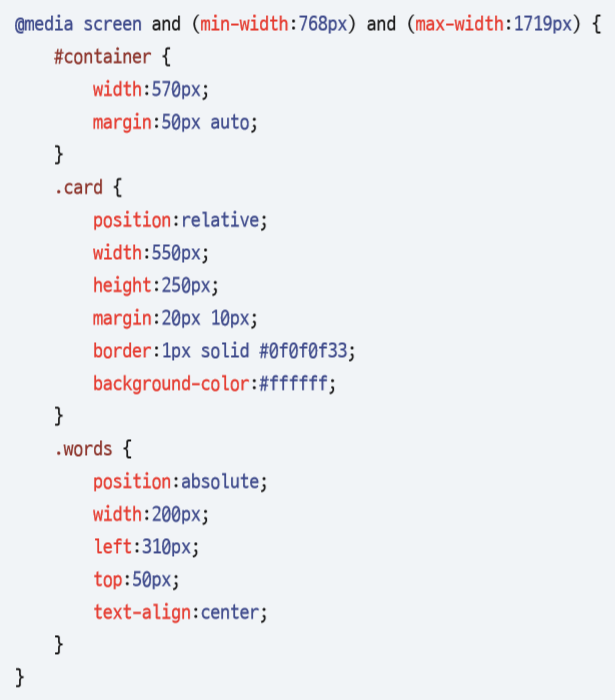 @media screen and (min-width:768px) and (max-width:1719px) {
    #container {
        width:570px;
        margin:50px auto;
    }
    .card {
        position:relative;
        width:550px;
        height:250px;
        margin:20px 10px;
        border:1px solid #0f0f0f33;
        background-color:#ffffff;
    }
    .words {
        position:absolute;
        width:200px;
        left:310px;
        top:50px;
        text-align:center;
    }
}